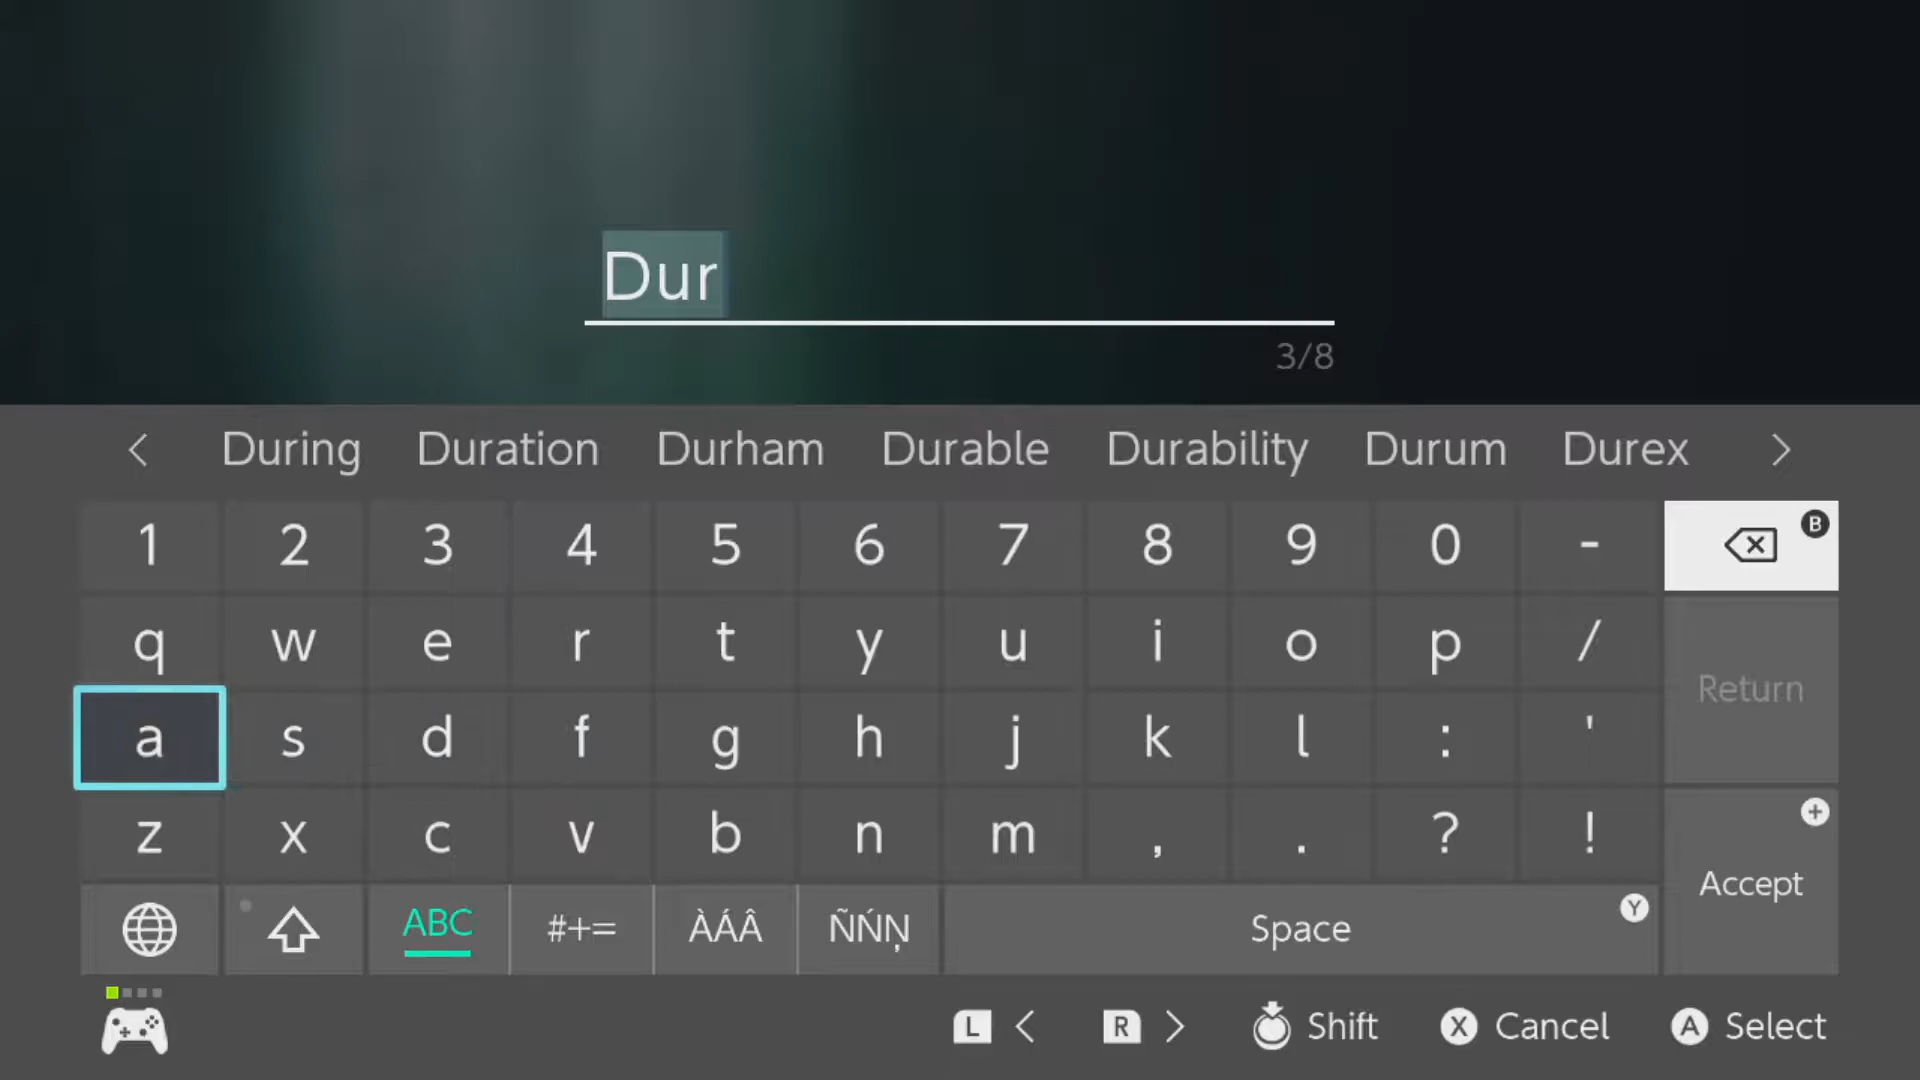 Dur
3/8
< During Duration Durham Durable Durability Durum Durex >
1 2 3 4 5 6 7 8 9 0 - B
q w e r t y u i o p / Return
a s d f g h j k l : '
z x c v b n m , . ? ! + Accept
ABC #+= ÀÁÂ ÑŃŅ Space Y
L < R > Shift X Cancel A Select